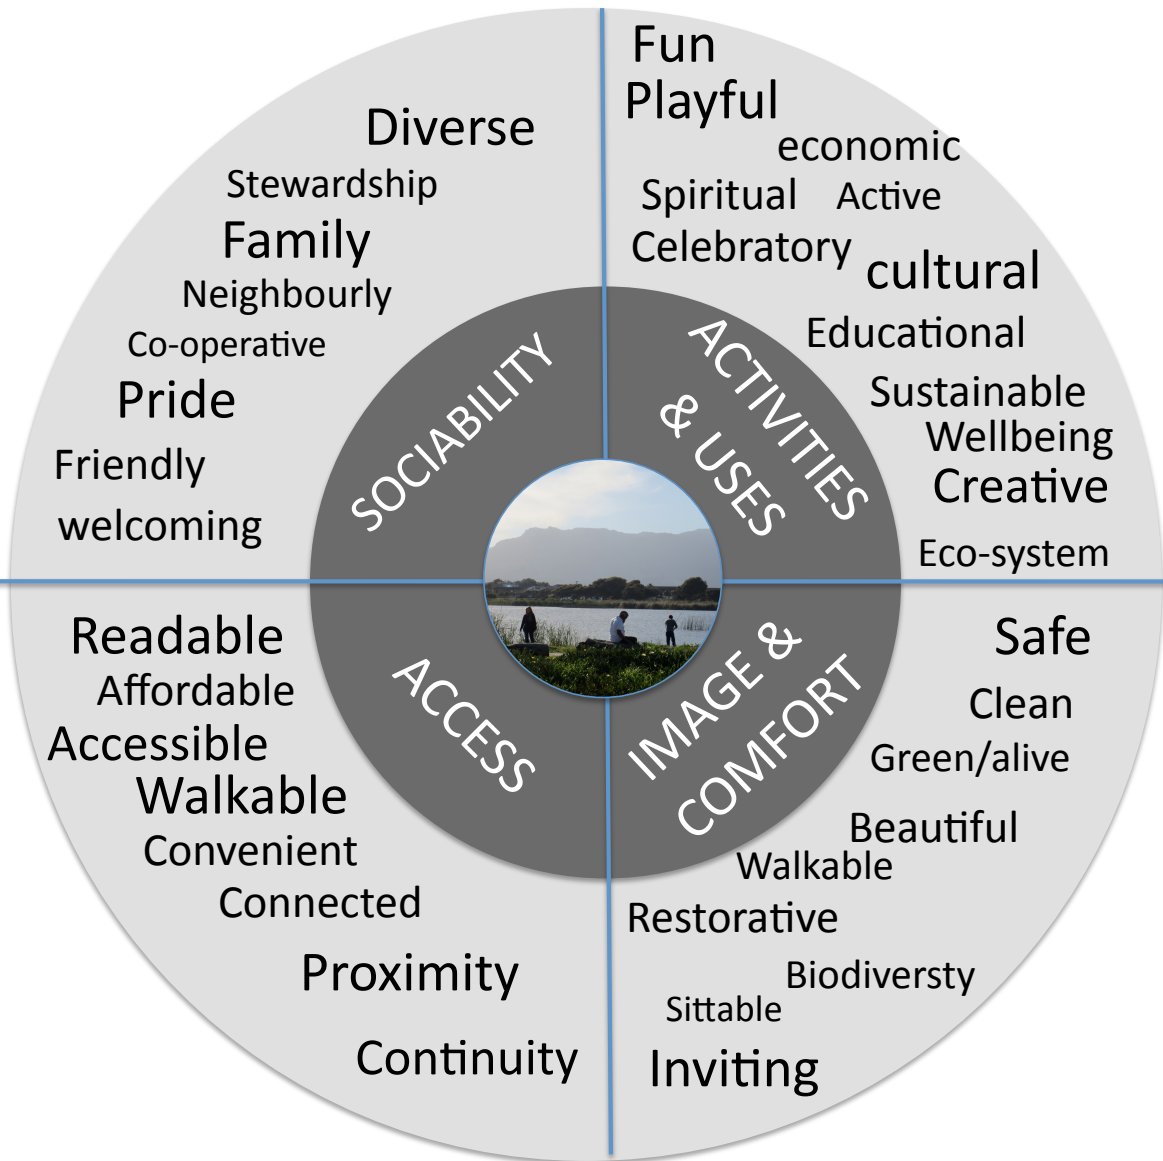 Diverse
Stewardship
Family
Neighbourly
Co-operative
Pride
Friendly
welcoming
SOCIABILITY
Fun
Playful
economic
Spiritual Active
Celebratory
cultural
Educational
Sustainable
Wellbeing
Creative
Eco-system
ACTIVITIES
& USES
Readable
Affordable
Accessible
Walkable
Convenient
Connected
Proximity
Continuity
ACCESS
IMAGE &
COMFORT
Safe
Clean
Green/alive
Beautiful
Walkable
Restorative
Biodiversty
Sittable
Inviting